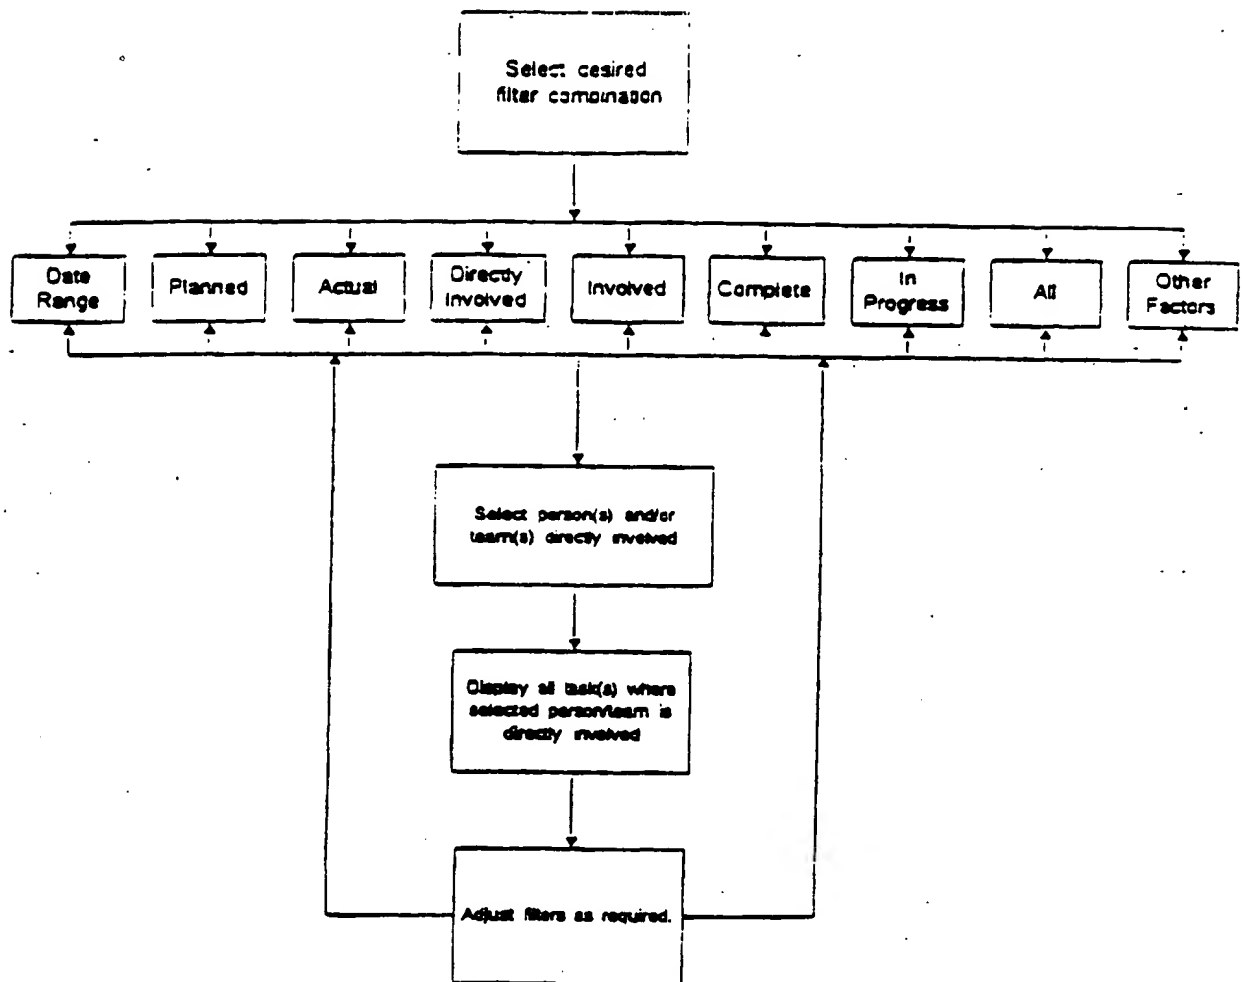 Select desired
filter combination
Date
Range
Planned
Actual
Directly
Involved
Involved
Complete
In
Progress
All
Other
Factors
Select person(s) and/or
team(s) directly involved
Display all task(s) where
selected person/team is
directly involved
Adjust filters as required.